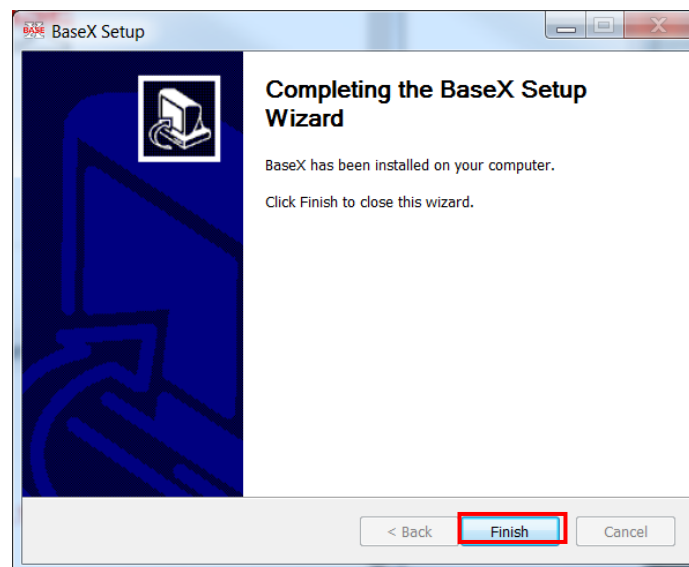 BASE BaseX Setup
Completing the BaseX Setup
Wizard
BaseX has been installed on your computer.
Click Finish to close this wizard.
< Back Finish Cancel